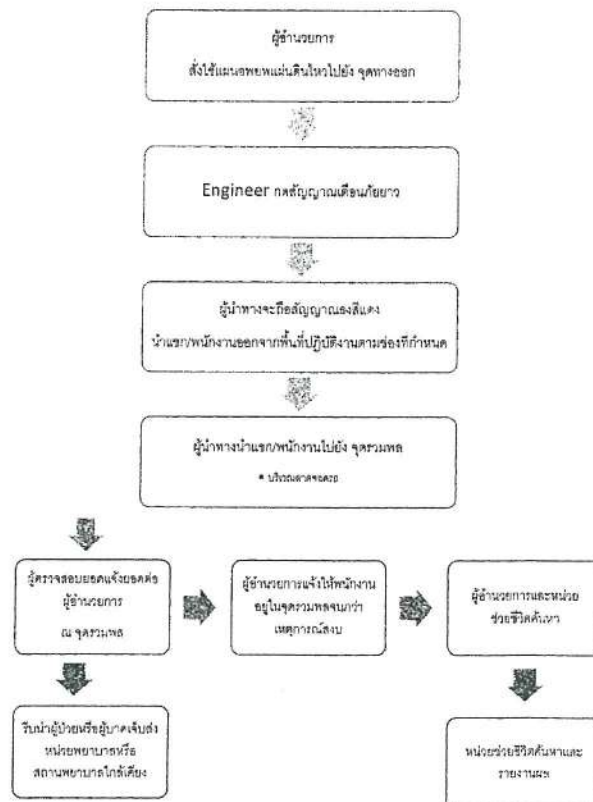 ผู้อำนวยการ
สั่งใช้แผนอพยพแผ่นดินไหวไปยัง จุดทางออก
Engineer กดสัญญาณเตือนภัยยาว
ผู้นำทางจะถือสัญญาณธงสีแดง
นำแขก/พนักงานออกจากพื้นที่ปฏิบัติงานตามช่องที่กำหนด
ผู้นำทางนำแขก/พนักงานไปยัง จุดรวมพล
* บริเวณลานจอดรถ
ผู้ตรวจสอบยอดแจ้งยอดต่อ
ผู้อำนวยการ
ณ จุดรวมพล
ผู้อำนวยการแจ้งให้พนักงาน
อยู่ในจุดรวมพลจนกว่า
เหตุการณ์สงบ
ผู้อำนวยการและหน่วย
ช่วยชีวิตค้นหา
รีบนำผู้ป่วยหรือผู้บาดเจ็บส่ง
หน่วยพยาบาลหรือ
สถานพยาบาลใกล้เคียง
หน่วยช่วยชีวิตค้นหาและ
รายงานผล